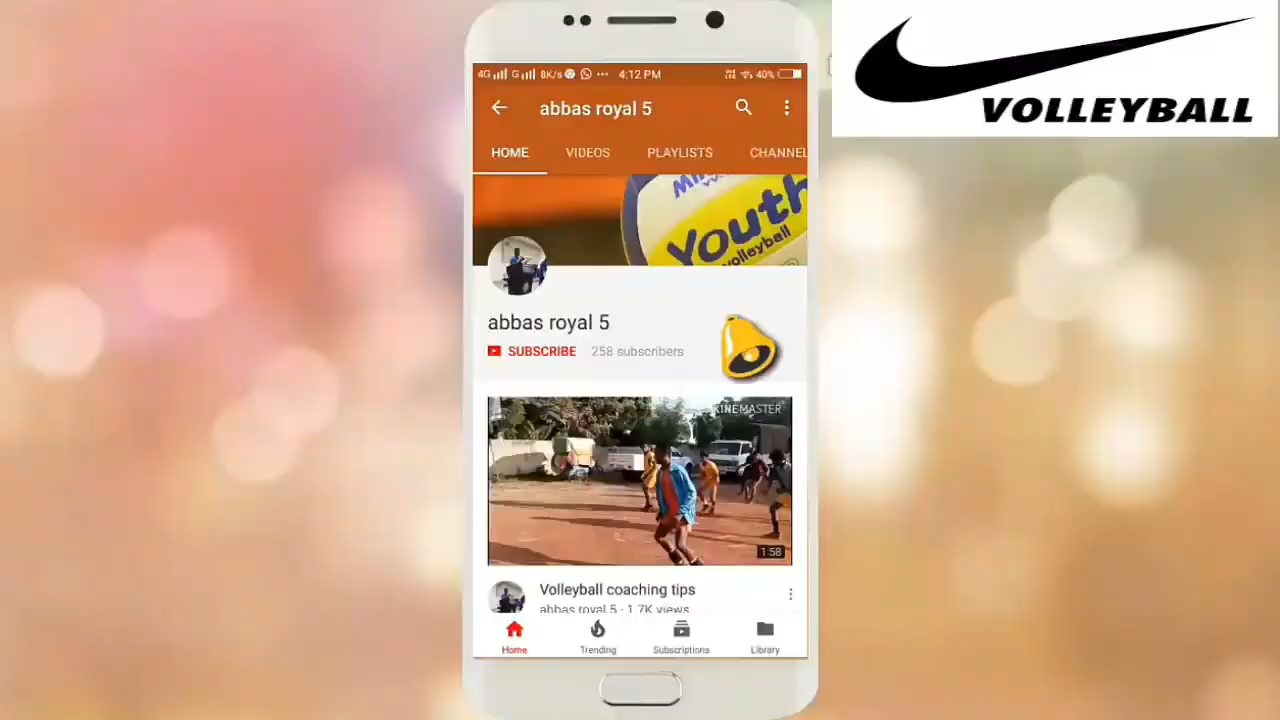 VOLLEYBALL
4G G 8K/s 4:12 PM 40%
abbas royal 5
HOME VIDEOS PLAYLISTS CHANNEL
Youth
volleyball
abbas royal 5
SUBSCRIBE 258 subscribers
KINEMASTER
1:58
Volleyball coaching tips
abbas royal 5 · 1.7K views
Home Trending Subscriptions Library